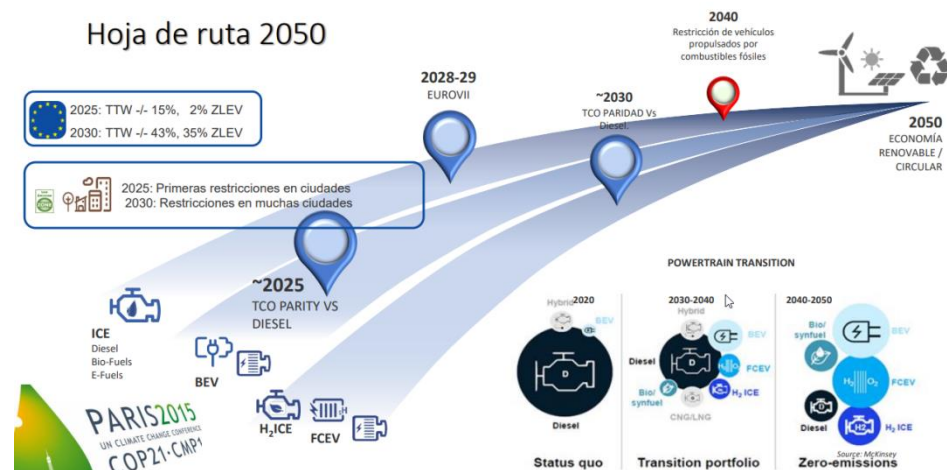 Hoja de ruta 2050
2025: TTW -/- 15%, 2% ZLEV
2030: TTW -/- 43%, 35% ZLEV
2025: Primeras restricciones en ciudades
2030: Restricciones en muchas ciudades
2028-29
EUROVII
~2030
TCO PARIDAD Vs
Diesel.
2040
Restricción de vehículos
propulsados por
combustibles fósiles
2050
ECONOMÍA
RENOVABLE /
CIRCULAR
~2025
TCO PARITY VS
DIESEL
ICE
Diesel
Bio-Fuels
E-Fuels
BEV
H₂ICE
FCEV
PARIS2015
UN CLIMATE CHANGE CONFERENCE
COP21·CMP1
POWERTRAIN TRANSITION
2020
Hybrid
BEV
D
Diesel
Status quo
2030-2040
Hybrid
BEV
Diesel
D
H₂ O₂
FCEV
Bio/
synfuel
H₂ ICE
CNG/LNG
Transition portfolio
2040-2050
Bio/
synfuel
BEV
H₂ O₂
FCEV
Diesel
D
H2
H₂ ICE
Source: McKinsey
Zero-emissions